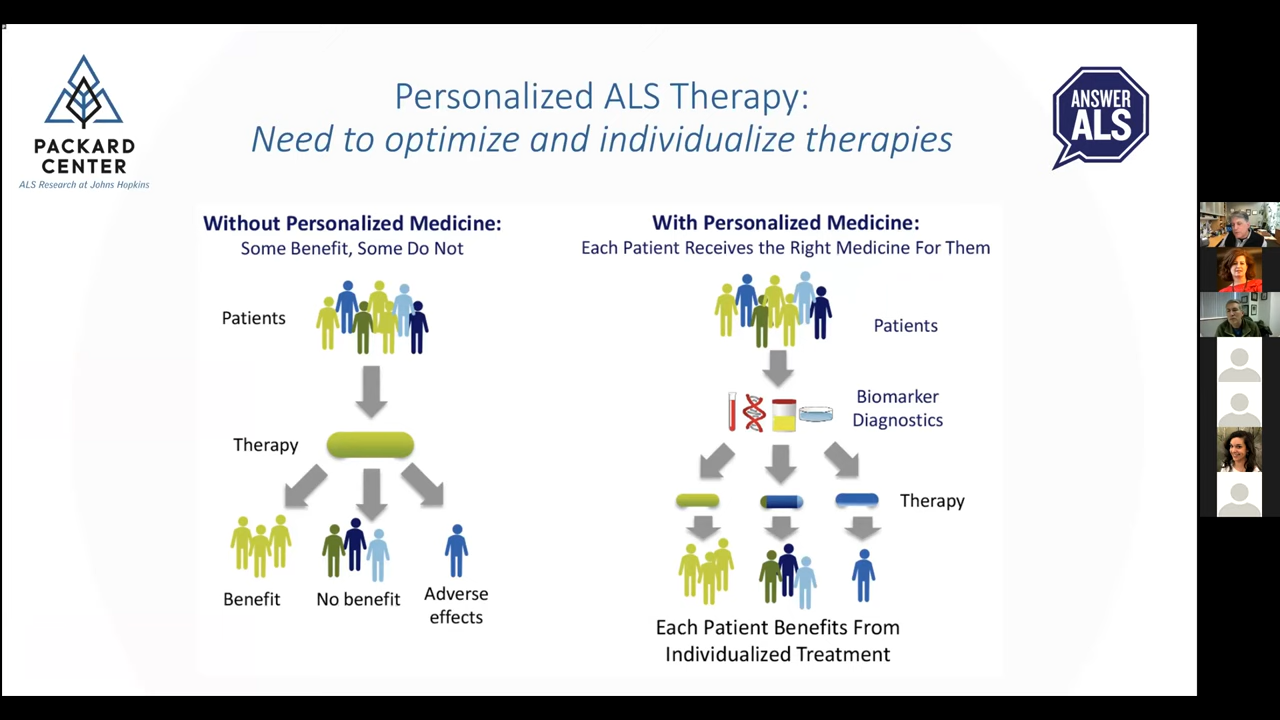 PACKARD
CENTER
ALS Research at Johns Hopkins
Personalized ALS Therapy:
Need to optimize and individualize therapies
ANSWER
ALS
Without Personalized Medicine:
Some Benefit, Some Do Not
Patients
Therapy
Benefit
No benefit
Adverse
effects
With Personalized Medicine:
Each Patient Receives the Right Medicine For Them
Patients
Biomarker
Diagnostics
Therapy
Each Patient Benefits From
Individualized Treatment